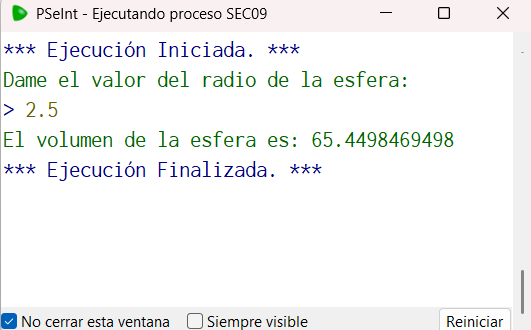 PSeInt - Ejecutando proceso SEC09
*** Ejecución Iniciada. ***
Dame el valor del radio de la esfera:
> 2.5
El volumen de la esfera es: 65.4498469498
*** Ejecución Finalizada. ***
No cerrar esta ventana
Siempre visible
Reiniciar